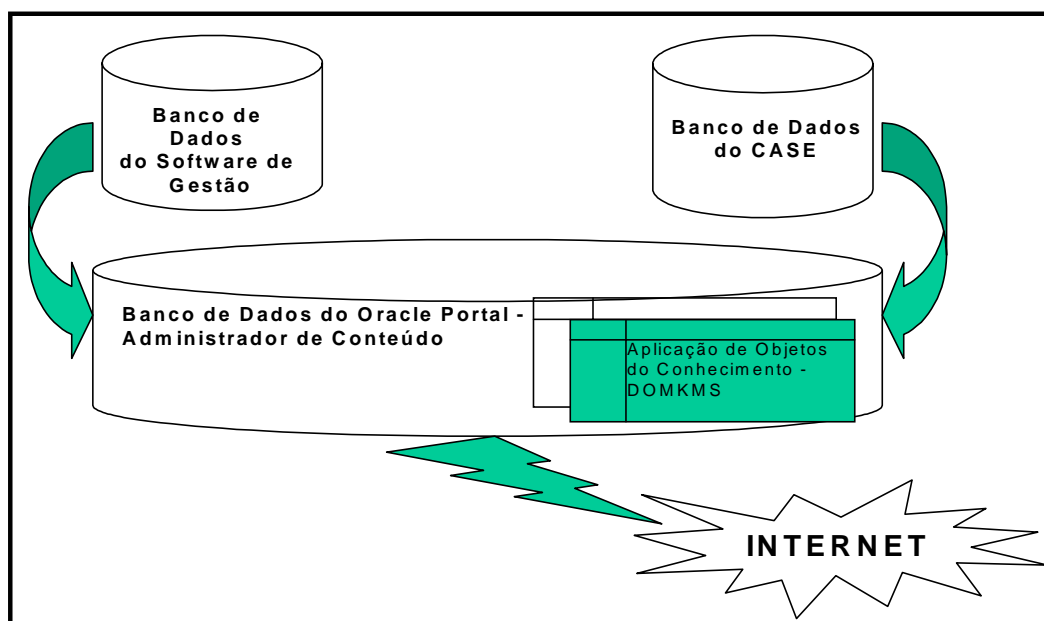 Banco de
Dados
do Software de
Gestão
Banco de Dados
do CASE
Banco de Dados do Oracle Portal -
Administrador de Conteúdo
Aplicação de Objetos
do Conhecimento -
DOMKMS
INTERNET